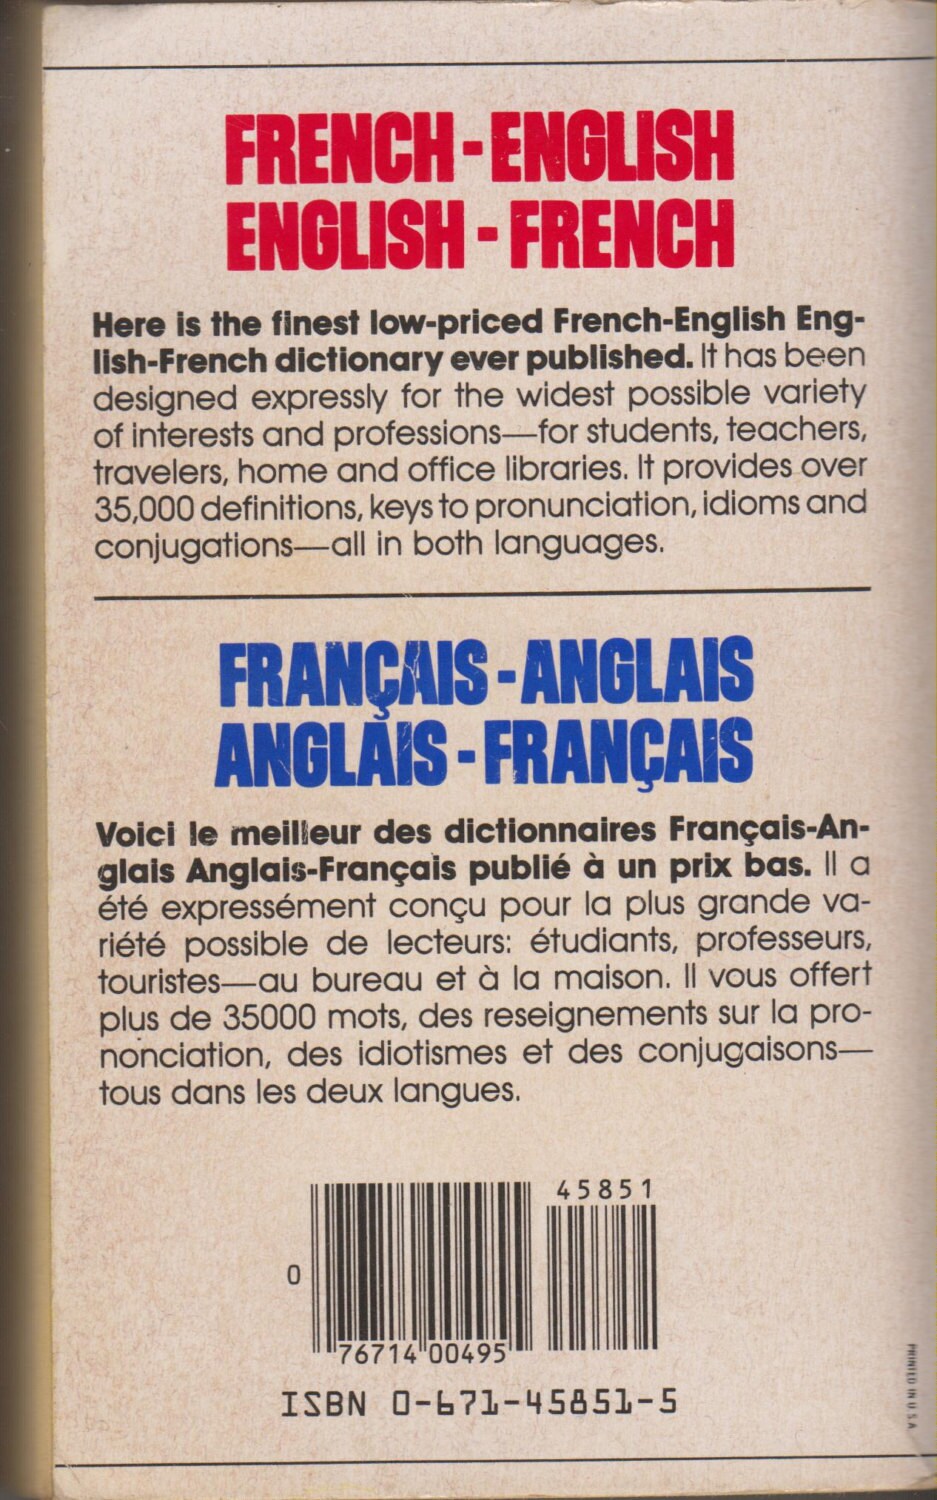 FRENCH-ENGLISH
ENGLISH-FRENCH
Here is the finest low-priced French-English Eng-
lish-French dictionary ever published. It has been
designed expressly for the widest possible variety
of interests and professions—for students, teachers,
travelers, home and office libraries. It provides over
35,000 definitions, keys to pronunciation, idioms and
conjugations—all in both languages.
FRANÇAIS-ANGLAIS
ANGLAIS-FRANÇAIS
Voici le meilleur des dictionnaires Français-An-
glais Anglais-Français publié à un prix bas. Il a
été expressément conçu pour la plus grande va-
riété possible de lecteurs: étudiants, professeurs,
touristes—au bureau et à la maison. Il vous offert
plus de 35000 mots, des reseignements sur la pro-
nonciation, des idiotismes et des conjugaisons—
tous dans les deux langues.
45851
0
76714 00495
ISBN 0-671-45851-5
PRINTED IN U.S.A.